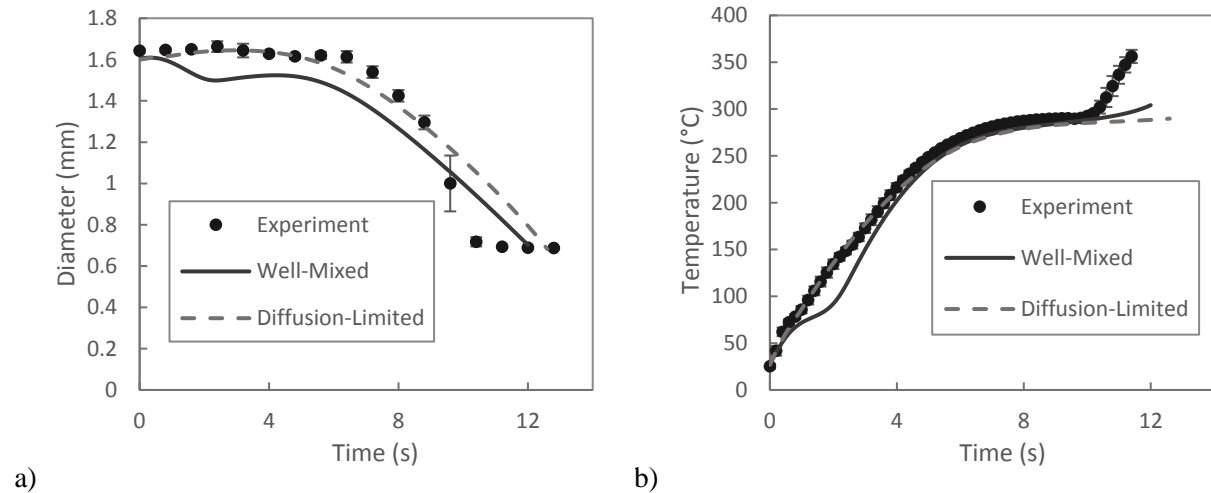 1.8
1.6
1.4
1.2
1
0.8
0.6
0.4
0.2
0
Diameter (mm)
Experiment
Well-Mixed
Diffusion-Limited
0 4 8 12
Time (s)
a)
400
350
300
250
200
150
100
50
0
Temperature (°C)
Experiment
Well-Mixed
Diffusion-Limited
0 4 8 12
Time (s)
b)